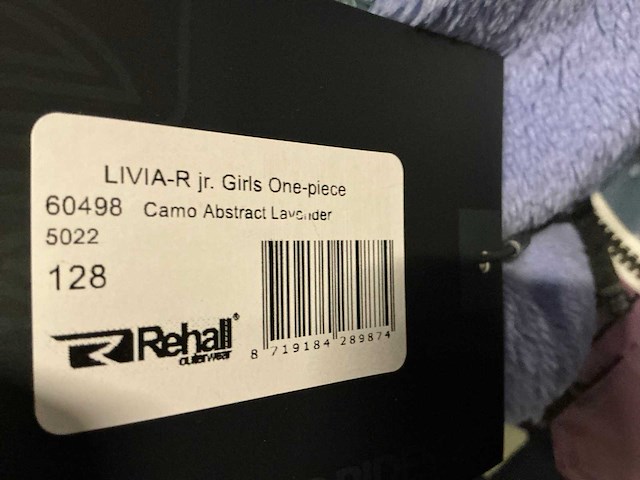 LIVIA-R jr. Girls One-piece
60498 Camo Abstract Lavender
5022
128
Rehall®
outerwear
8 719184 289874